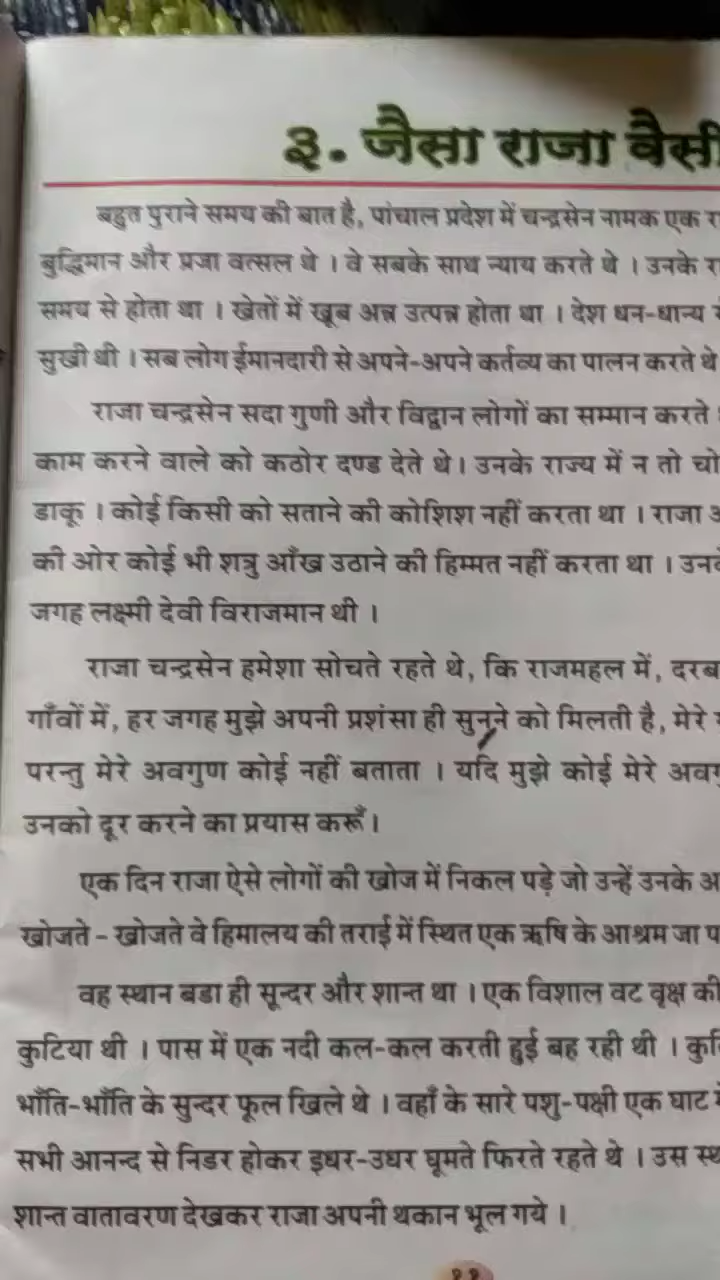 ३. जैसा राजा वैसी
बहुत पुराने समय की बात है, पांचाल प्रदेश में चन्द्रसेन नामक एक
बुद्धिमान और प्रजा वत्सल थे । वे सबके साथ न्याय करते थे । उनके
समय से होता था । खेतों में खूब अन्न उत्पन्न होता था । देश धन-धान्य
सुखी थी । सब लोग ईमानदारी से अपने-अपने कर्तव्य का पालन करते थे
राजा चन्द्रसेन सदा गुणी और विद्वान लोगों का सम्मान करते
काम करने वाले को कठोर दण्ड देते थे। उनके राज्य में न तो
डाकू । कोई किसी को सताने की कोशिश नहीं करता था । राजा
की ओर कोई भी शत्रु आँख उठाने की हिम्मत नहीं करता था ।
जगह लक्ष्मी देवी विराजमान थी ।
राजा चन्द्रसेन हमेशा सोचते रहते थे, कि राजमहल में,
गाँवों में, हर जगह मुझे अपनी प्रशंसा ही सुनने को मिलती है, मेरे
परन्तु मेरे अवगुण कोई नहीं बताता । यदि मुझे कोई मेरे
उनको दूर करने का प्रयास करूँ।
एक दिन राजा ऐसे लोगों की खोज में निकल पड़े जो उन्हें उनके
खोजते - खोजते वे हिमालय की तराई में स्थित एक ऋषि के आश्रम जा
वह स्थान बडा ही सून्दर और शान्त था । एक विशाल वट वृक्ष की
कुटिया थी । पास में एक नदी कल-कल करती हुई बह रही थी ।
भाँति-भाँति के सुन्दर फूल खिले थे । वहाँ के सारे पशु-पक्षी एक घाट
सभी आनन्द से निडर होकर इधर-उधर घूमते फिरते रहते थे । उस
शान्त वातावरण देखकर राजा अपनी थकान भूल गये ।